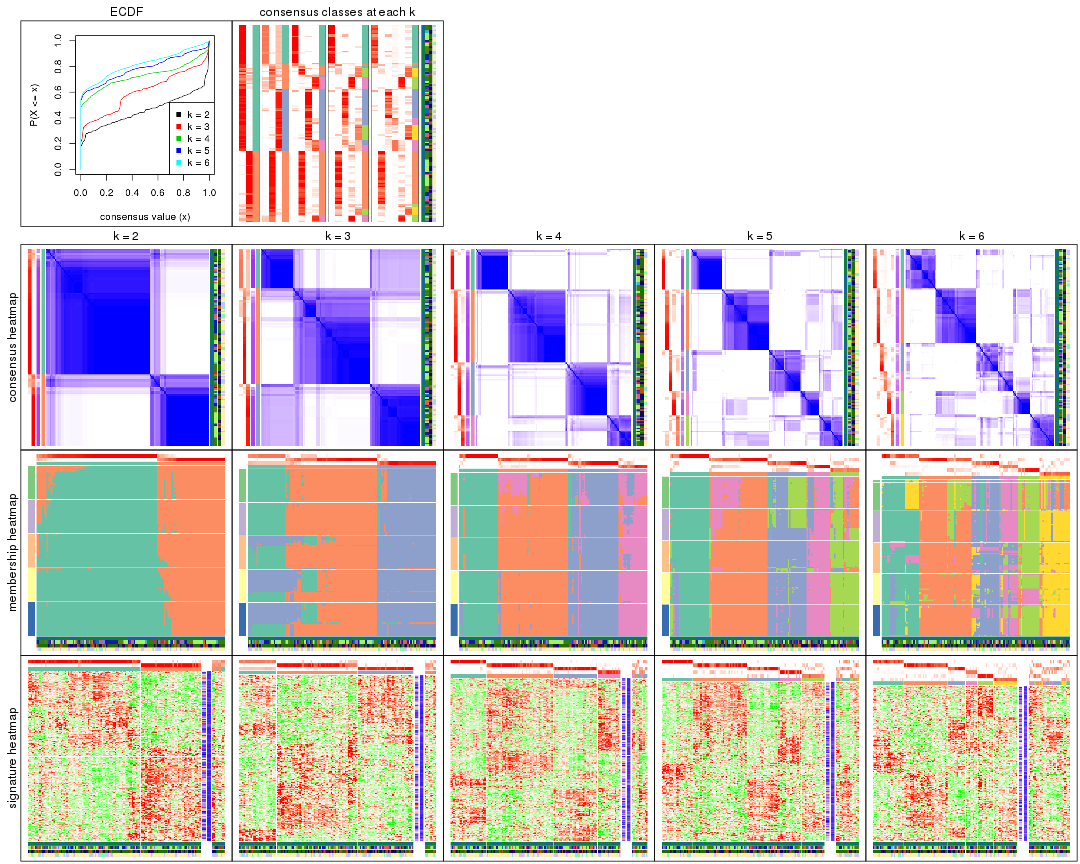 ECDF
consensus classes at each k
P(X <= x)
0.0
0.2
0.4
0.6
0.8
1.0
k = 2
k = 3
k = 4
k = 5
k = 6
0.0 0.2 0.4 0.6 0.8 1.0
consensus value (x)
k = 2
k = 3
k = 4
k = 5
k = 6
consensus heatmap
membership heatmap
signature heatmap